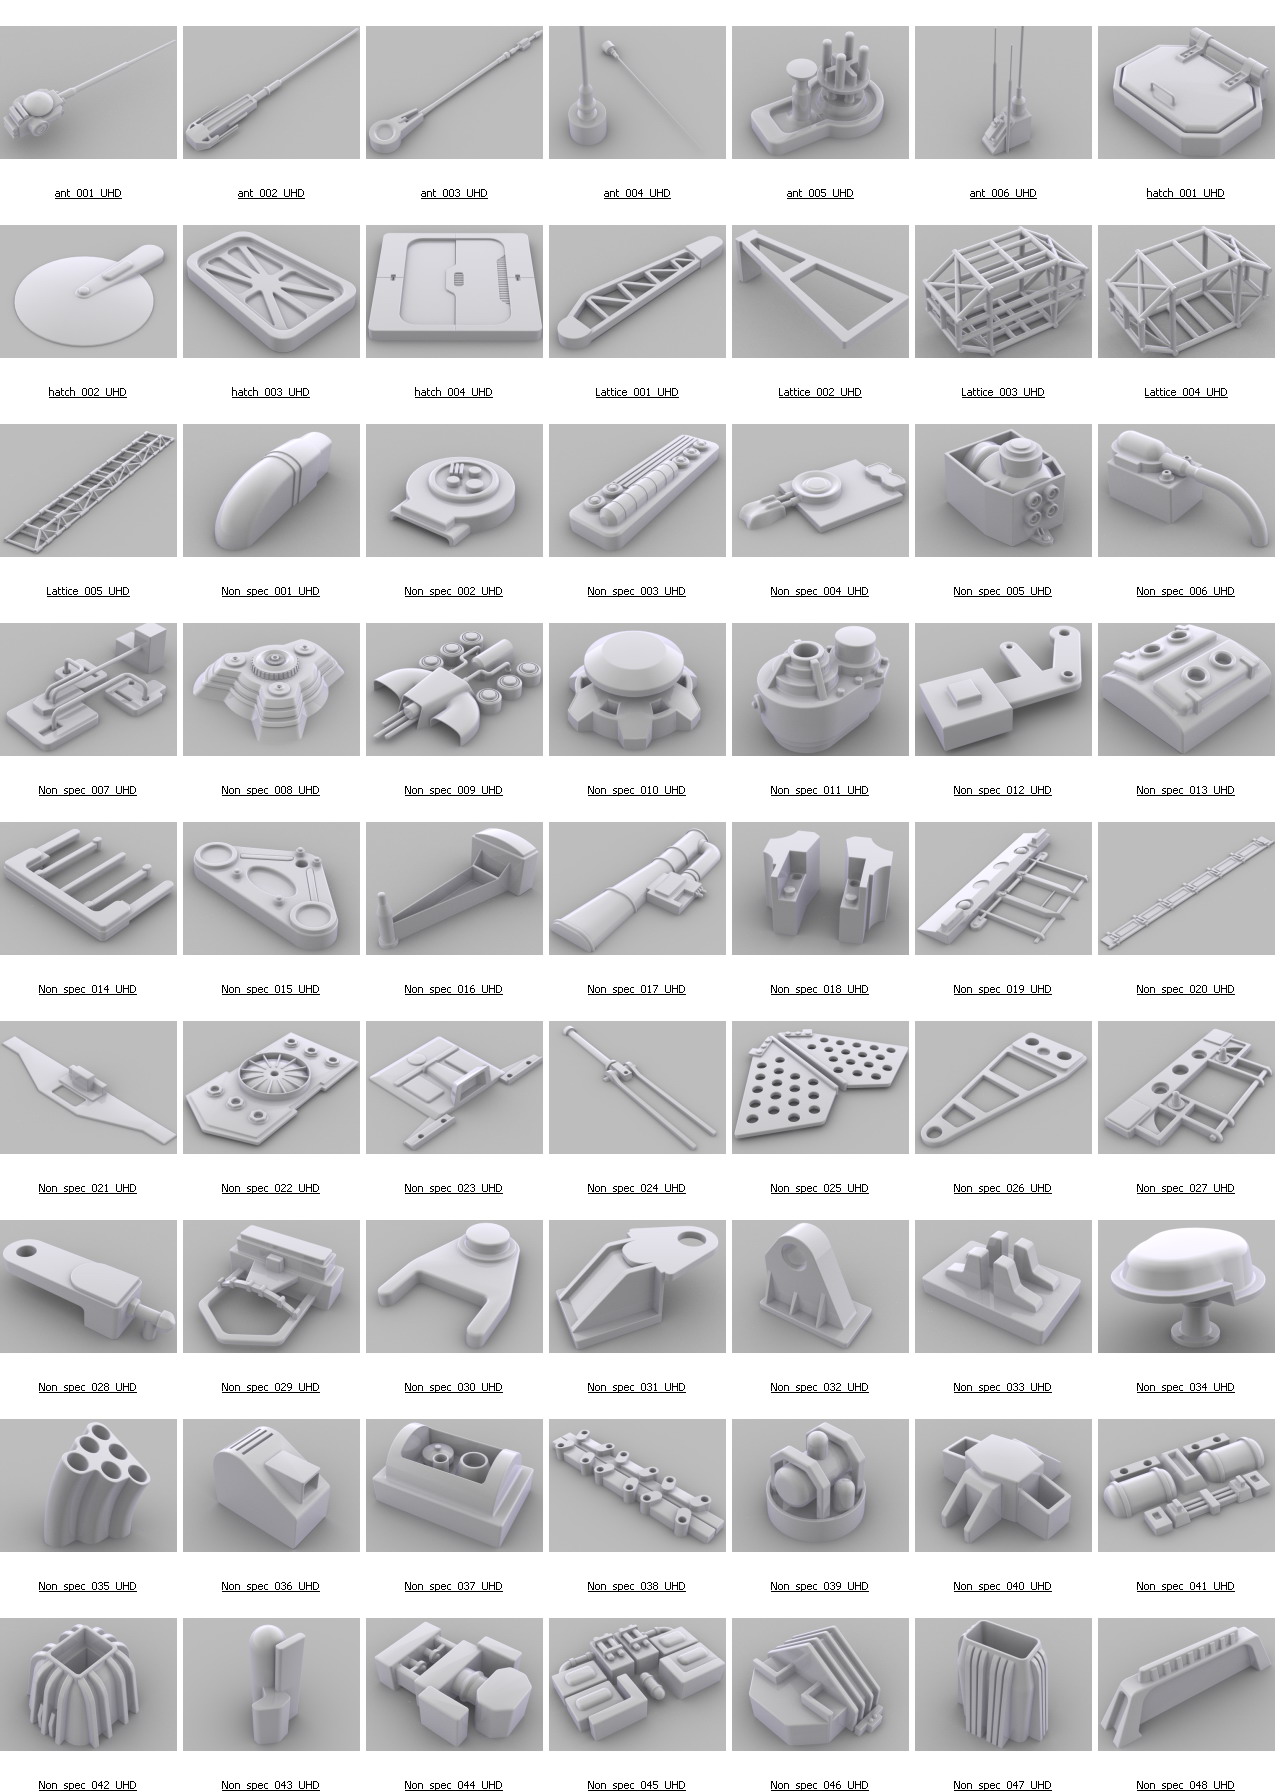 ant_001_UHD ant_002_UHD ant_003_UHD ant_004_UHD ant_005_UHD ant_006_UHD hatch_001_UHD
hatch_002_UHD hatch_003_UHD hatch_004_UHD Lattice_001_UHD Lattice_002_UHD Lattice_003_UHD Lattice_004_UHD
Lattice_005_UHD Non_spec_001_UHD Non_spec_002_UHD Non_spec_003_UHD Non_spec_004_UHD Non_spec_005_UHD Non_spec_006_UHD
Non_spec_007_UHD Non_spec_008_UHD Non_spec_009_UHD Non_spec_010_UHD Non_spec_011_UHD Non_spec_012_UHD Non_spec_013_UHD
Non_spec_014_UHD Non_spec_015_UHD Non_spec_016_UHD Non_spec_017_UHD Non_spec_018_UHD Non_spec_019_UHD Non_spec_020_UHD
Non_spec_021_UHD Non_spec_022_UHD Non_spec_023_UHD Non_spec_024_UHD Non_spec_025_UHD Non_spec_026_UHD Non_spec_027_UHD
Non_spec_028_UHD Non_spec_029_UHD Non_spec_030_UHD Non_spec_031_UHD Non_spec_032_UHD Non_spec_033_UHD Non_spec_034_UHD
Non_spec_035_UHD Non_spec_036_UHD Non_spec_037_UHD Non_spec_038_UHD Non_spec_039_UHD Non_spec_040_UHD Non_spec_041_UHD
Non_spec_042_UHD Non_spec_043_UHD Non_spec_044_UHD Non_spec_045_UHD Non_spec_046_UHD Non_spec_047_UHD Non_spec_048_UHD